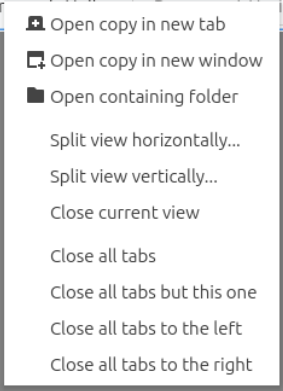 Open copy in new tab
Open copy in new window
Open containing folder
Split view horizontally...
Split view vertically...
Close current view
Close all tabs
Close all tabs but this one
Close all tabs to the left
Close all tabs to the right